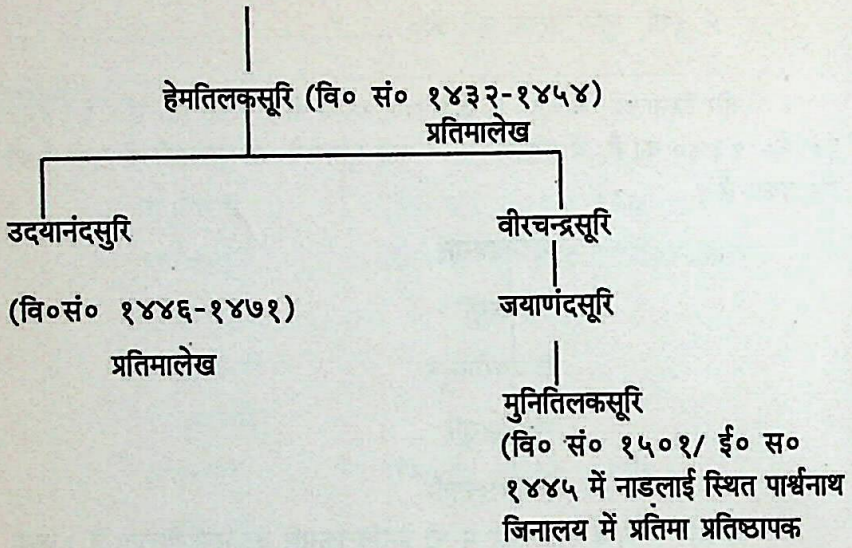 हेमतिलकसूरि (वि० सं० १४३२-१४५४)
प्रतिमालेख
उदयानंदसुरि
(वि०सं० १४४६-१४७१)
प्रतिमालेख
वीरचन्द्रसूरि
जयाणंदसूरि
मुनितिलकसूरि
(वि० सं० १५०१/ ई० स०
१४४५ में नाडलाई स्थित पार्श्वनाथ
जिनालय में प्रतिमा प्रतिष्ठापक